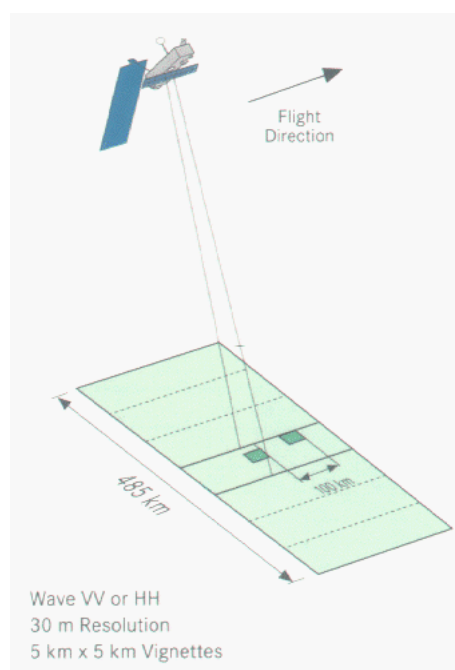 Flight
Direction
485 km
100 km
Wave VV or HH
30 m Resolution
5 km x 5 km Vignettes